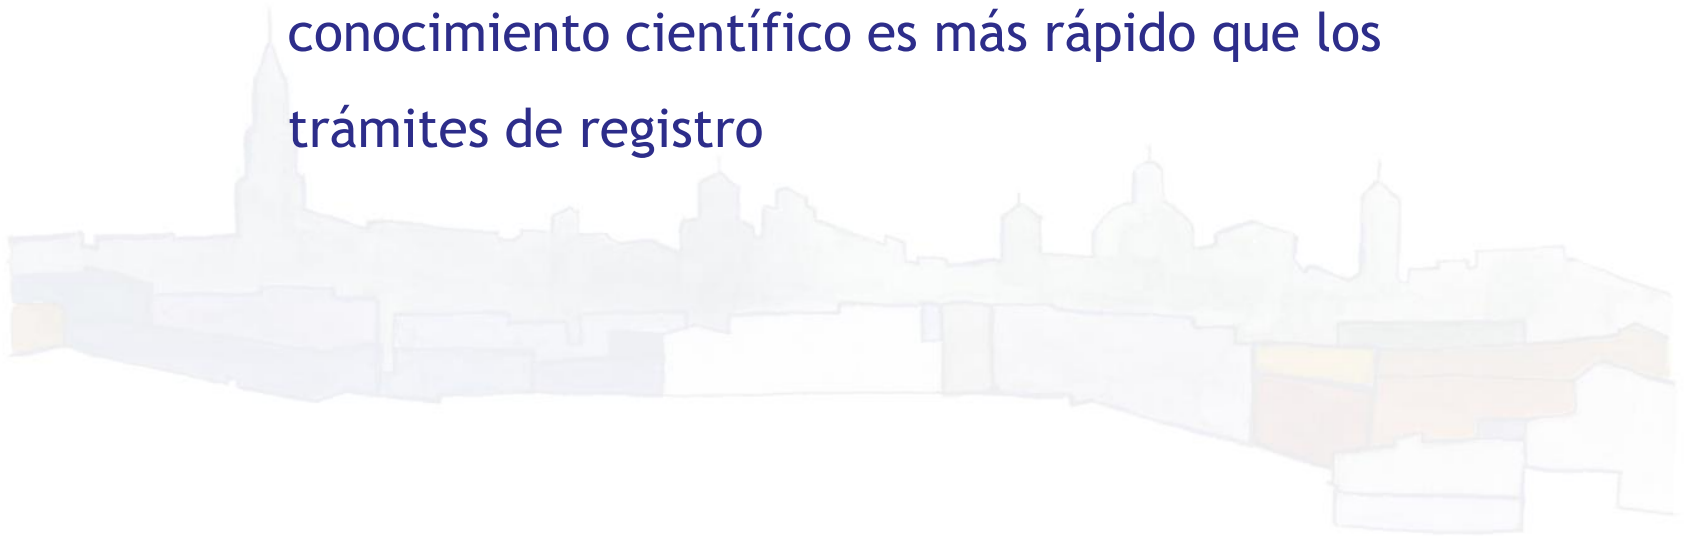 conocimiento científico es más rápido que los
trámites de registro